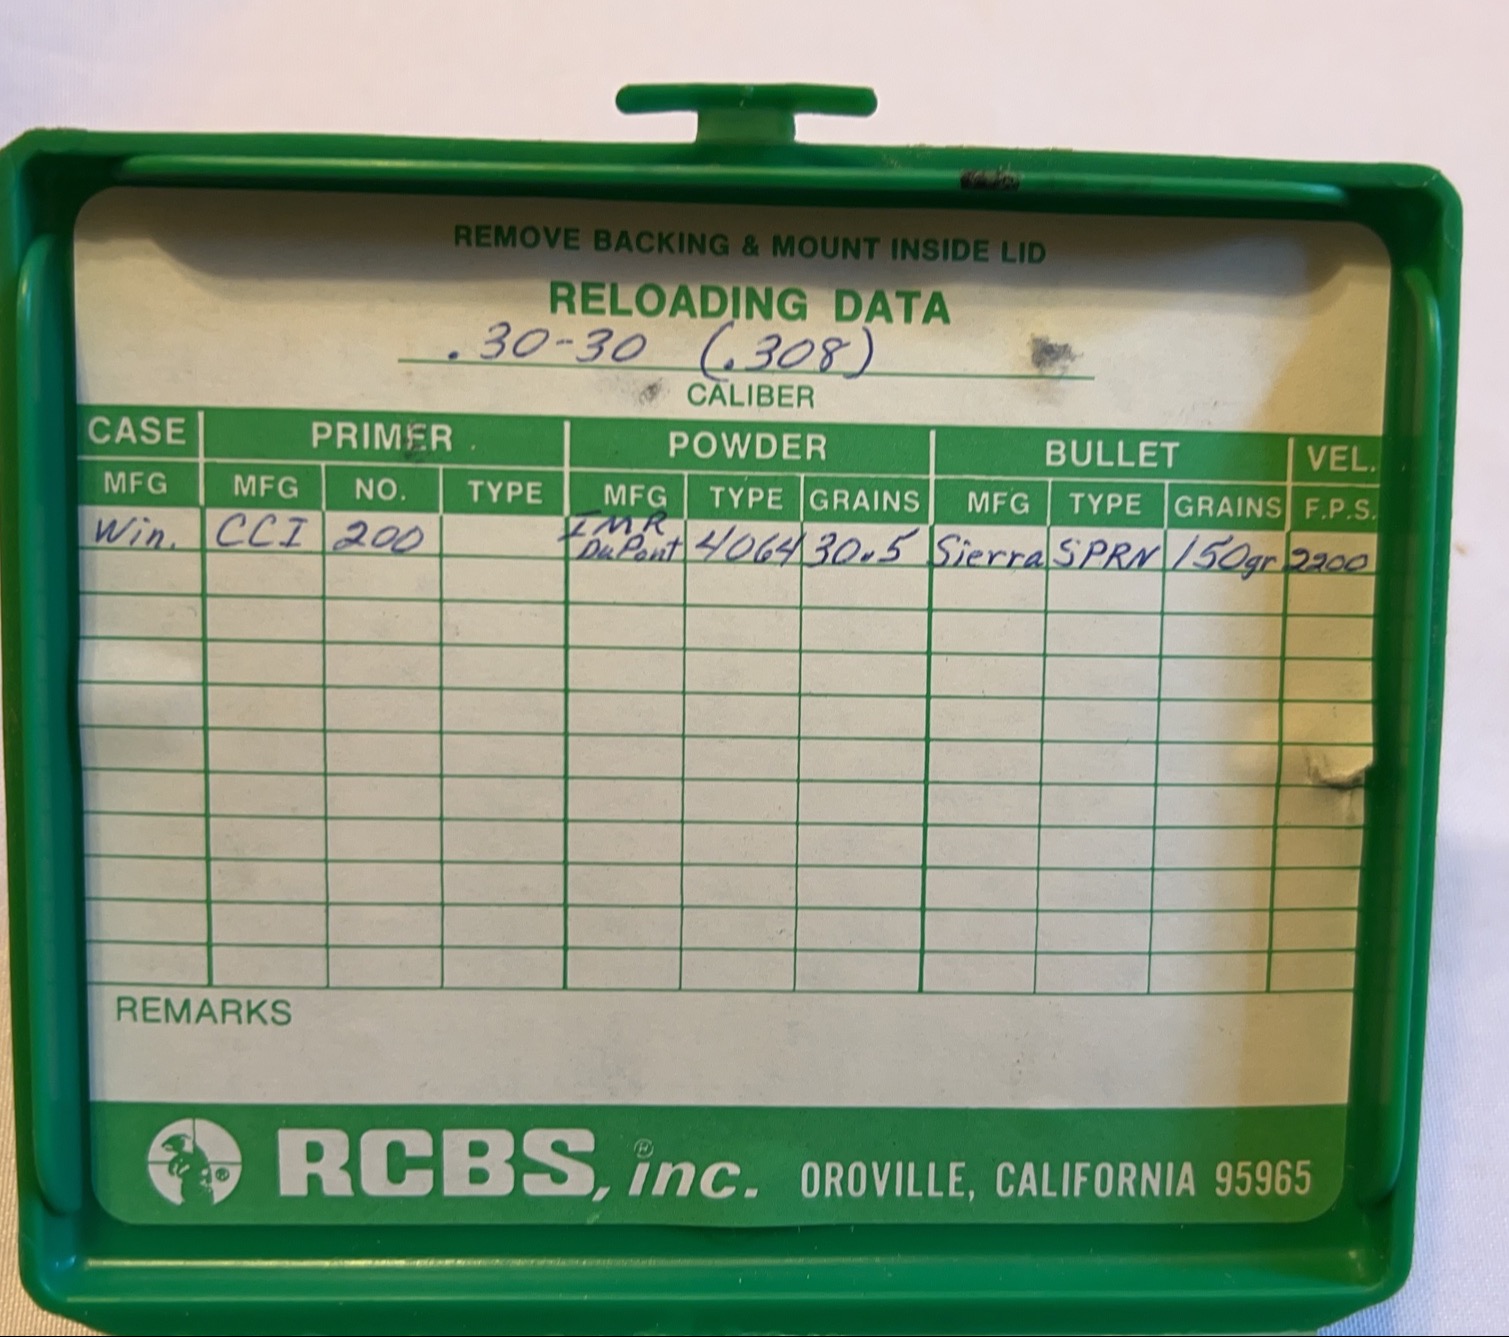 REMOVE BACKING & MOUNT INSIDE LID
RELOADING DATA
.30-30 (.308)
CALIBER
CASE PRIMER POWDER BULLET VEL.
MFG MFG NO. TYPE MFG TYPE GRAINS MFG TYPE GRAINS F.P.S.
Win. CCI 200 IMR DuPont 4064 30.5 Sierra SPRN 150gr 2200
REMARKS
RCBS, inc.® OROVILLE, CALIFORNIA 95965